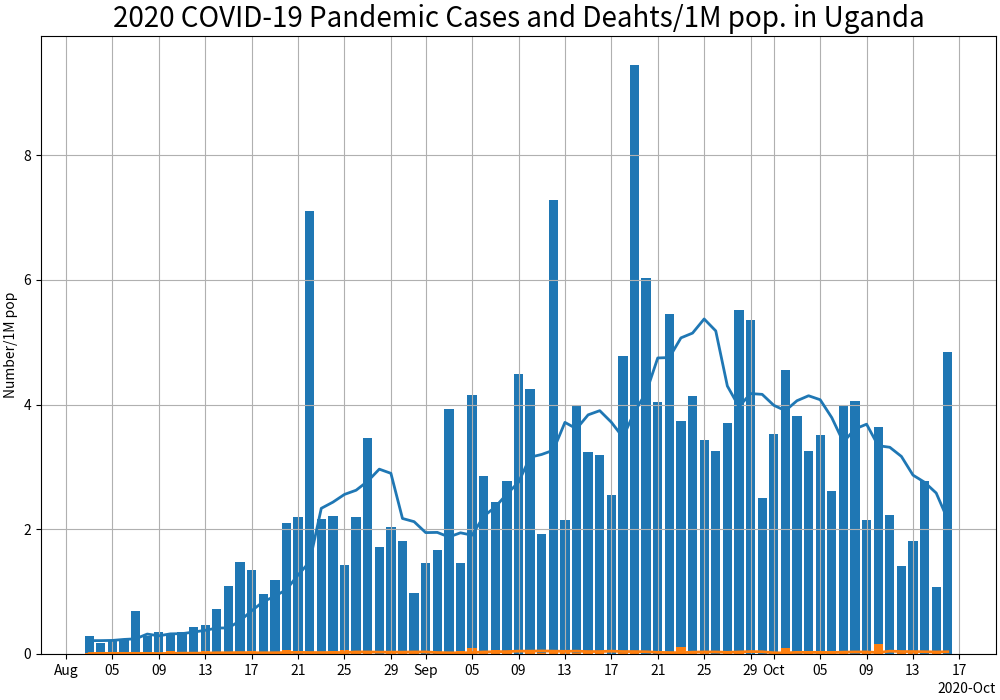 2020 COVID-19 Pandemic Cases and Deahts/1M pop. in Uganda
Number/1M pop
8
6
4
2
0
Aug 05 09 13 17 21 25 29 Sep 05 09 13 17 21 25 29 Oct 05 09 13 17
2020-Oct